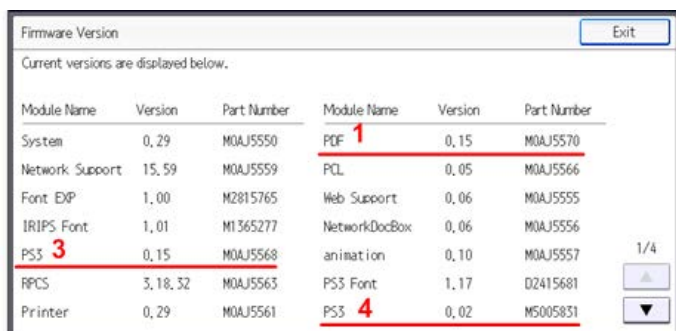 Firmware Version Exit
Current versions are displayed below.
Module Name Version Part Number Module Name Version Part Number
System 0.29 M0AJ5550 PDF 1 0.15 M0AJ5570
Network Support 15.59 M0AJ5559 PCL 0.05 M0AJ5566
Font EXP 1.00 M2815765 Web Support 0.06 M0AJ5555
IRIPS Font 1.01 M1365277 NetworkDocBox 0.06 M0AJ5556
PS3 3 0.15 M0AJ5568 animation 0.10 M0AJ5557 1/4
RPCS 3.18.32 M0AJ5563 PS3 Font 1.17 D2415681
Printer 0.29 M0AJ5561 PS3 4 0.02 M5005831